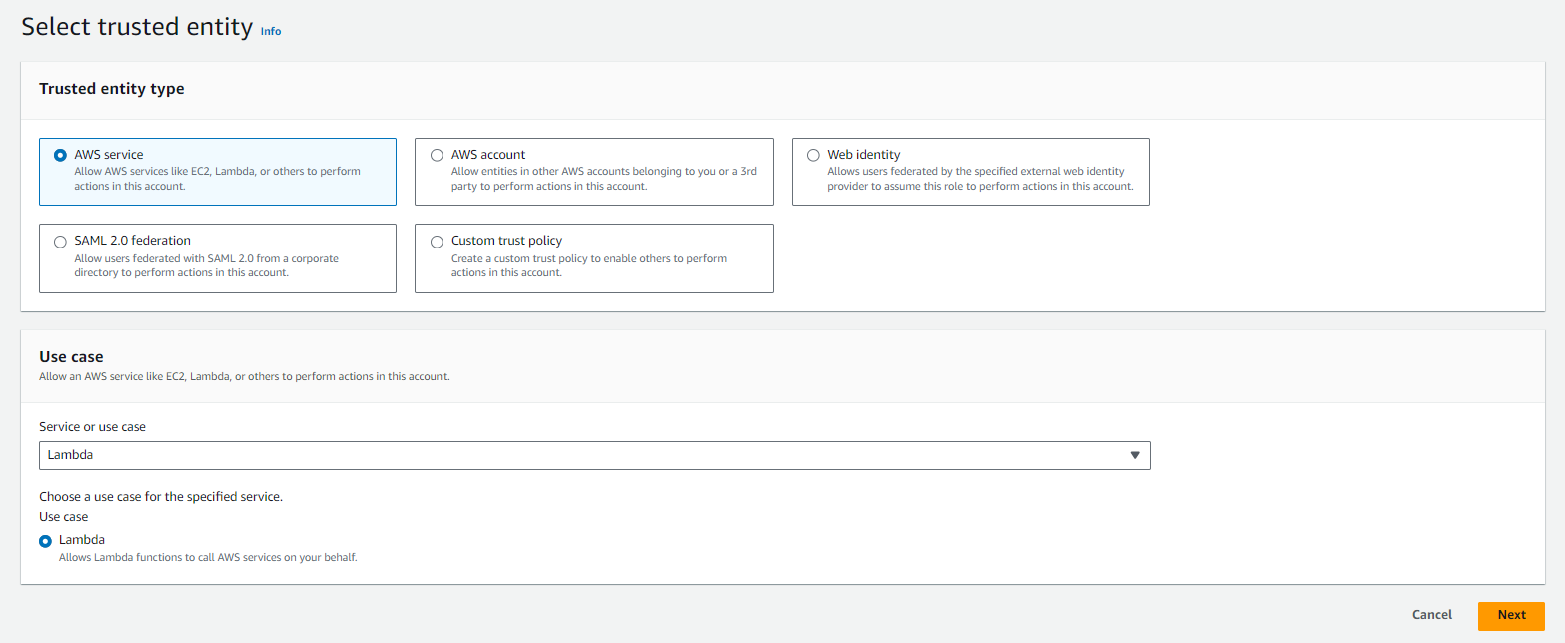 Select trusted entity Info
Trusted entity type
AWS service
Allow AWS services like EC2, Lambda, or others to perform
actions in this account.
AWS account
Allow entities in other AWS accounts belonging to you or a 3rd
party to perform actions in this account.
Web identity
Allows users federated by the specified external web identity
provider to assume this role to perform actions in this account.
SAML 2.0 federation
Allow users federated with SAML 2.0 from a corporate
directory to perform actions in this account.
Custom trust policy
Create a custom trust policy to enable others to perform
actions in this account.
Use case
Allow an AWS service like EC2, Lambda, or others to perform actions in this account.
Service or use case
Lambda
Choose a use case for the specified service.
Use case
Lambda
Allows Lambda functions to call AWS services on your behalf.
Cancel Next